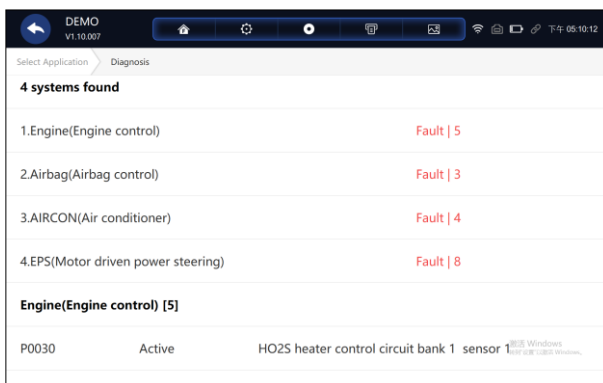 DEMO
V1.10.007
下午 05:10:12
Select Application
Diagnosis
4 systems found
1.Engine(Engine control) Fault | 5
2.Airbag(Airbag control) Fault | 3
3.AIRCON(Air conditioner) Fault | 4
4.EPS(Motor driven power steering) Fault | 8
Engine(Engine control) [5]
P0030 Active HO2S heater control circuit bank 1 sensor 1
激活 Windows